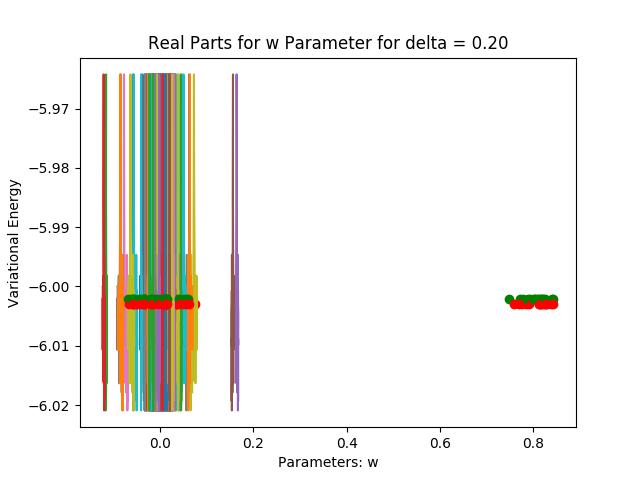 Real Parts for w Parameter for delta = 0.20
Variational Energy
−5.97
−5.98
−5.99
−6.00
−6.01
−6.02
0.0 0.2 0.4 0.6 0.8
Parameters: w